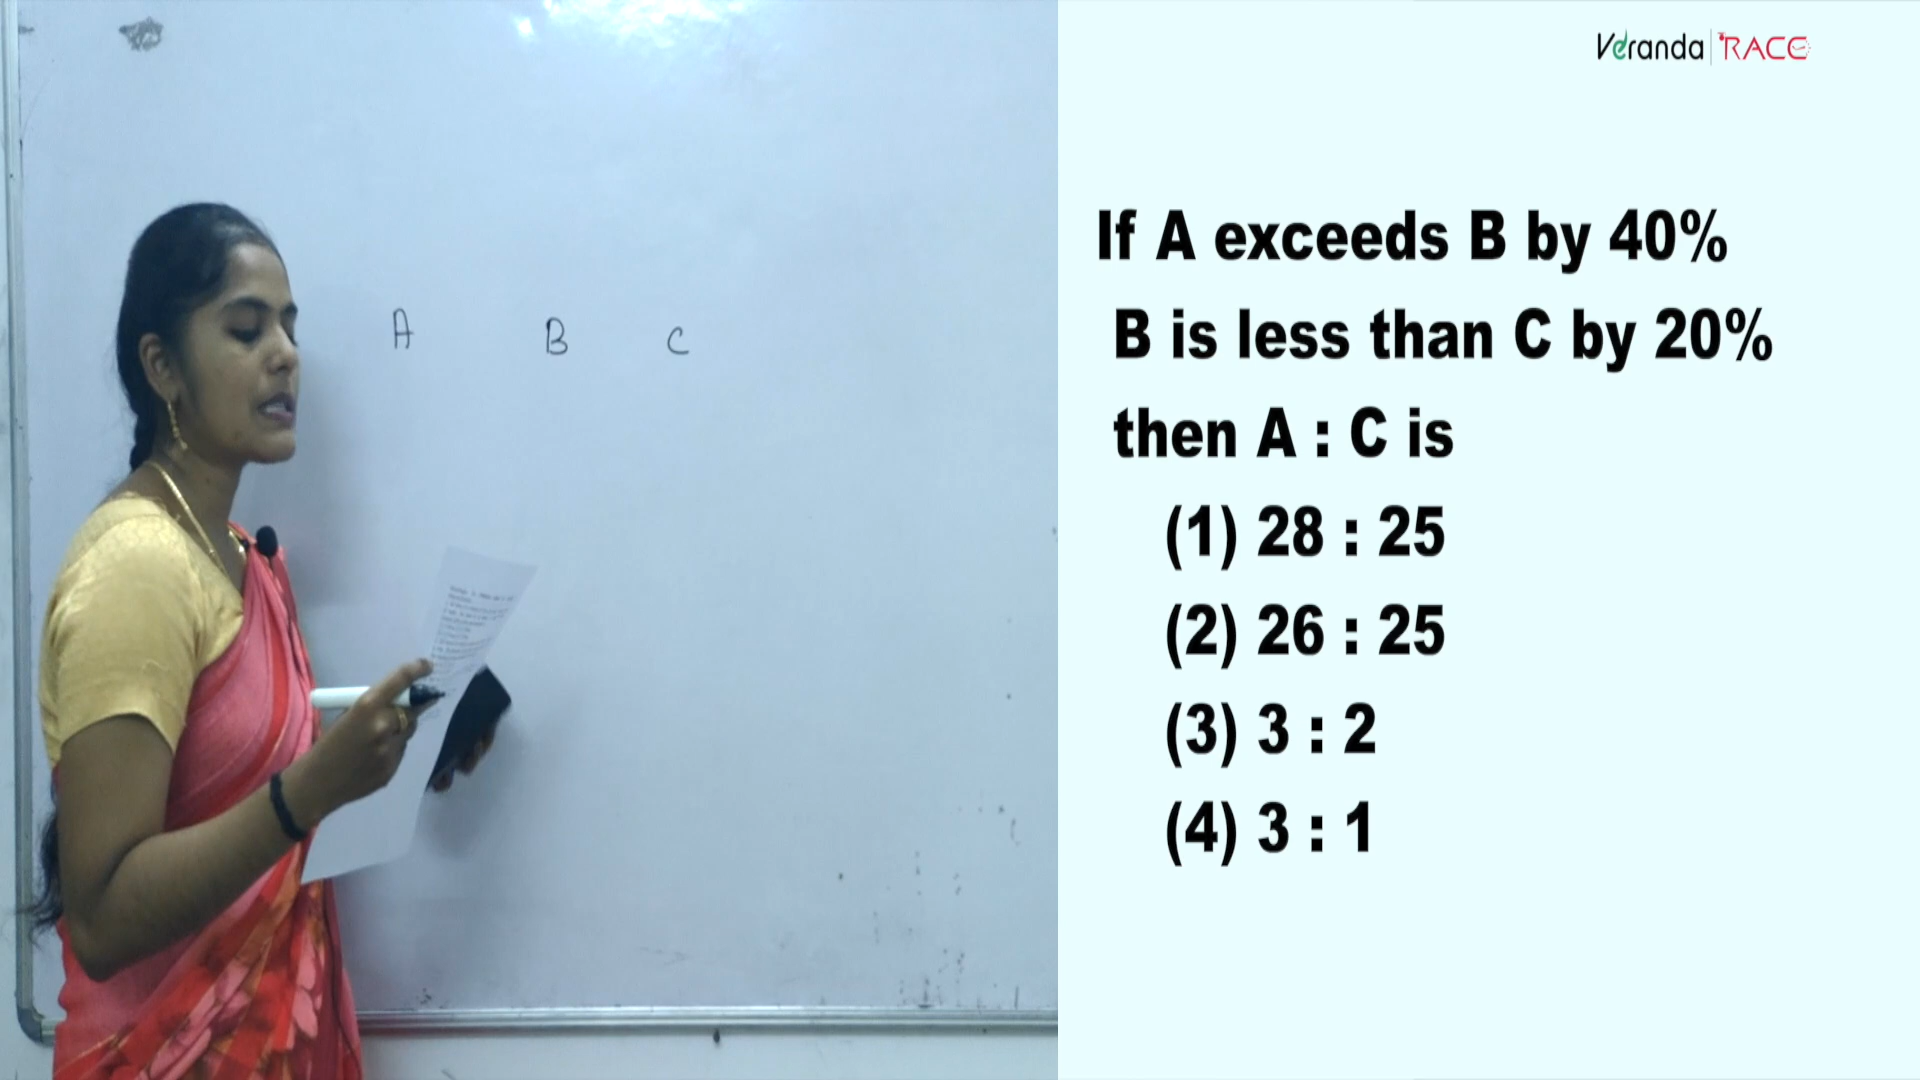 A B C
Veranda RACE
If A exceeds B by 40%
B is less than C by 20%
then A : C is
(1) 28 : 25
(2) 26 : 25
(3) 3 : 2
(4) 3 : 1